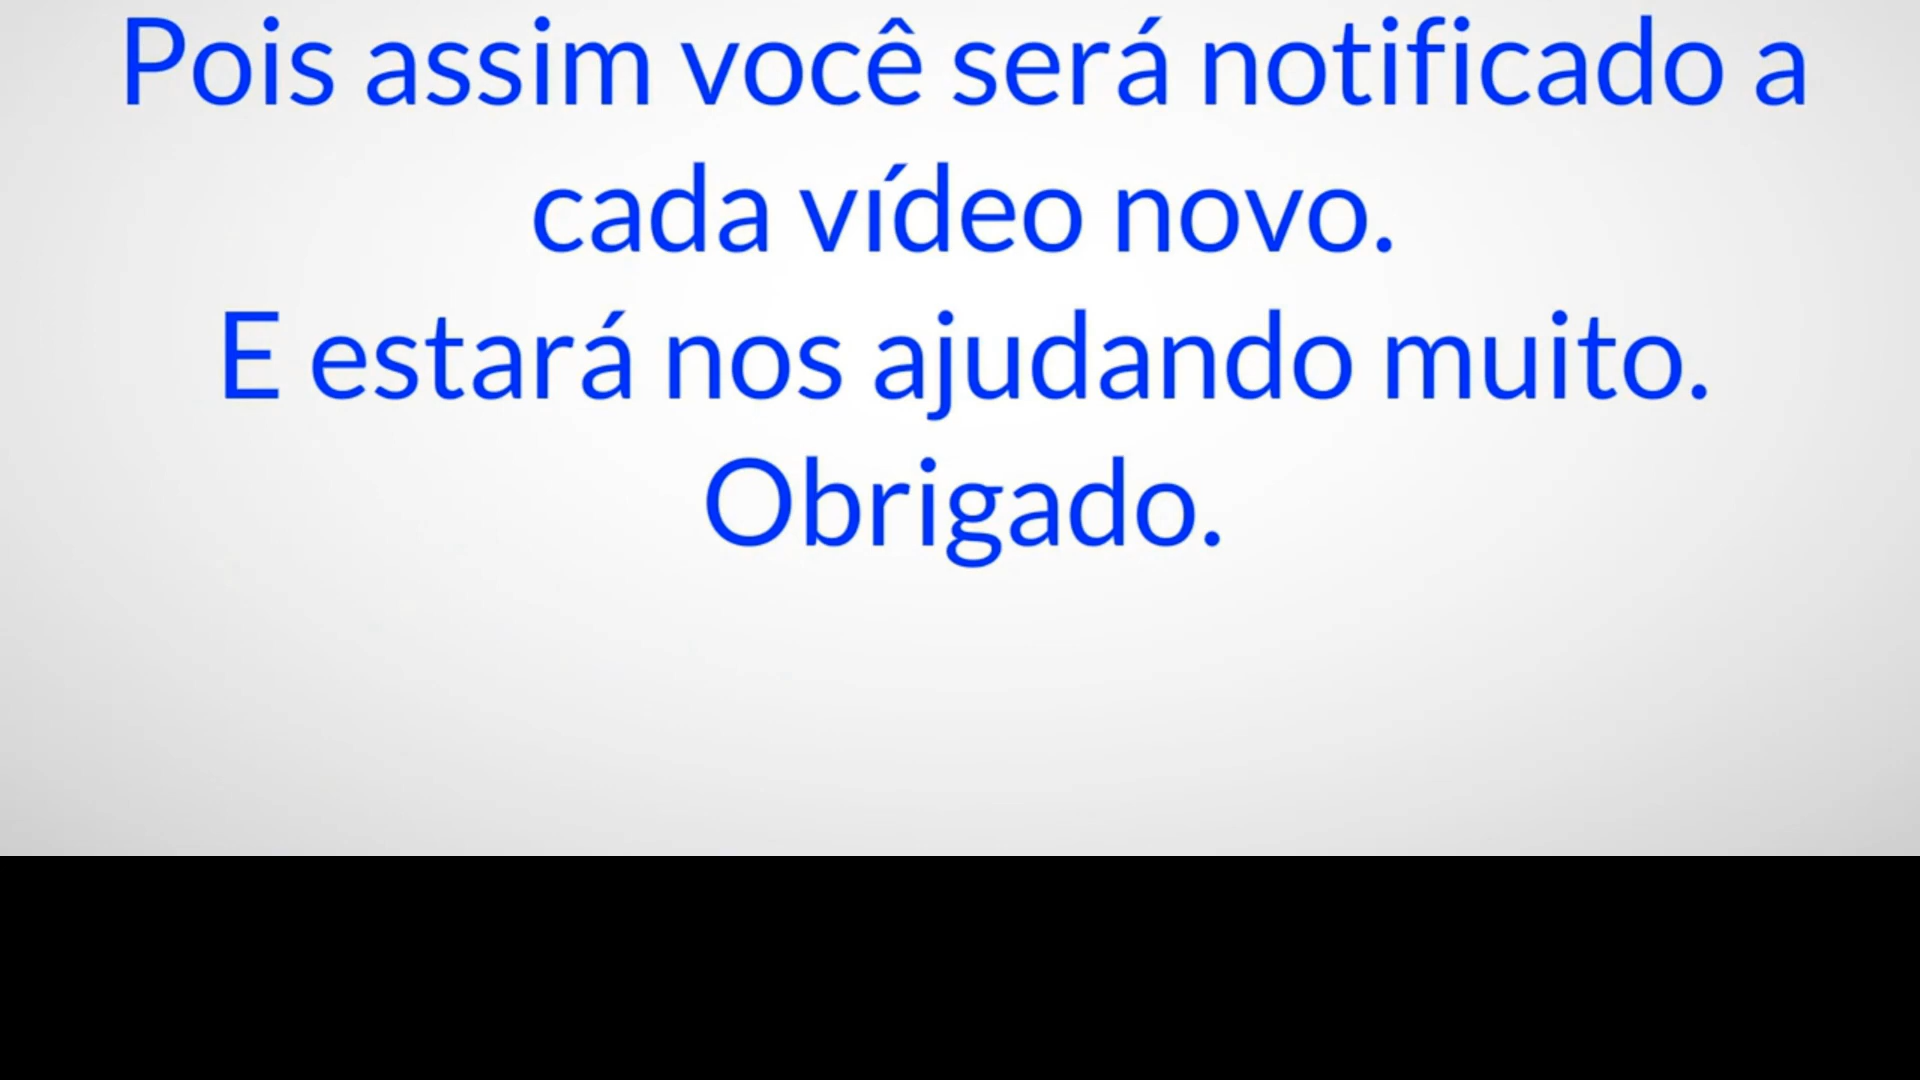 Pois assim você será notificado a
cada vídeo novo.
E estará nos ajudando muito.
Obrigado.